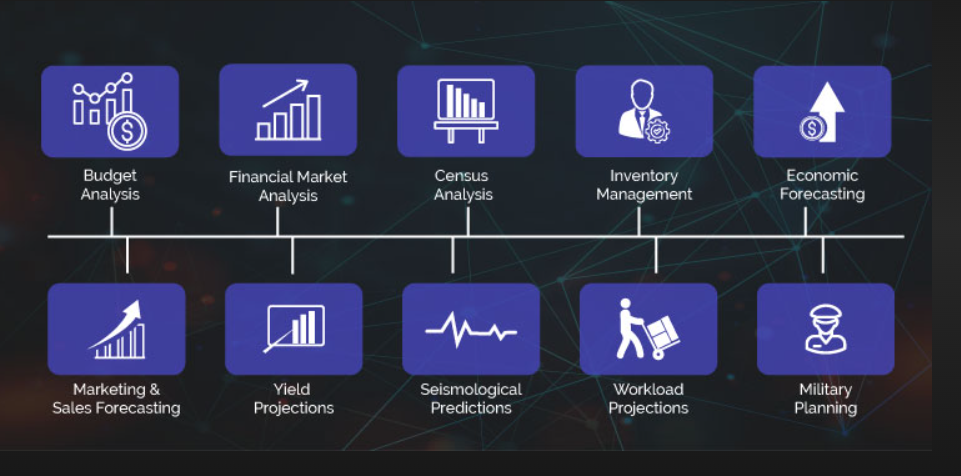 Budget
Analysis
Financial Market
Analysis
Census
Analysis
Inventory
Management
Economic
Forecasting
Marketing &
Sales Forecasting
Yield
Projections
Seismological
Predictions
Workload
Projections
Military
Planning